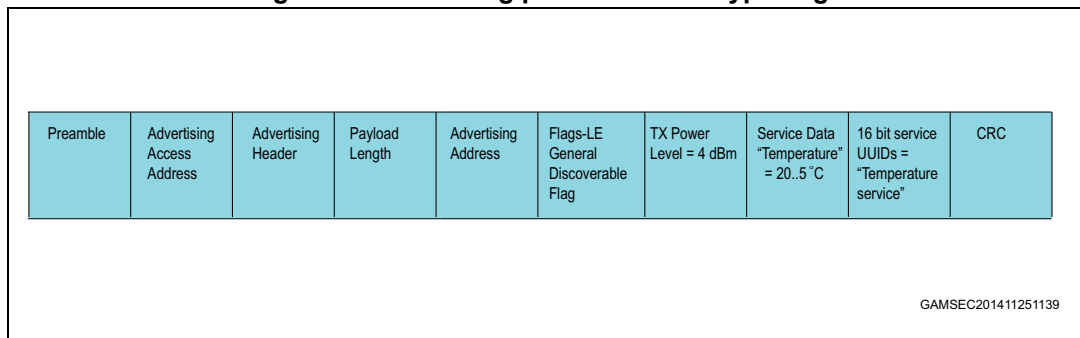 Preamble
Advertising
Access
Address
Advertising
Header
Payload
Length
Advertising
Address
Flags-LE
General
Discoverable
Flag
TX Power
Level = 4 dBm
Service Data
“Temperature”
= 20..5 °C
16 bit service
UUIDs =
“Temperature
service”
CRC
GAMSEC201411251139